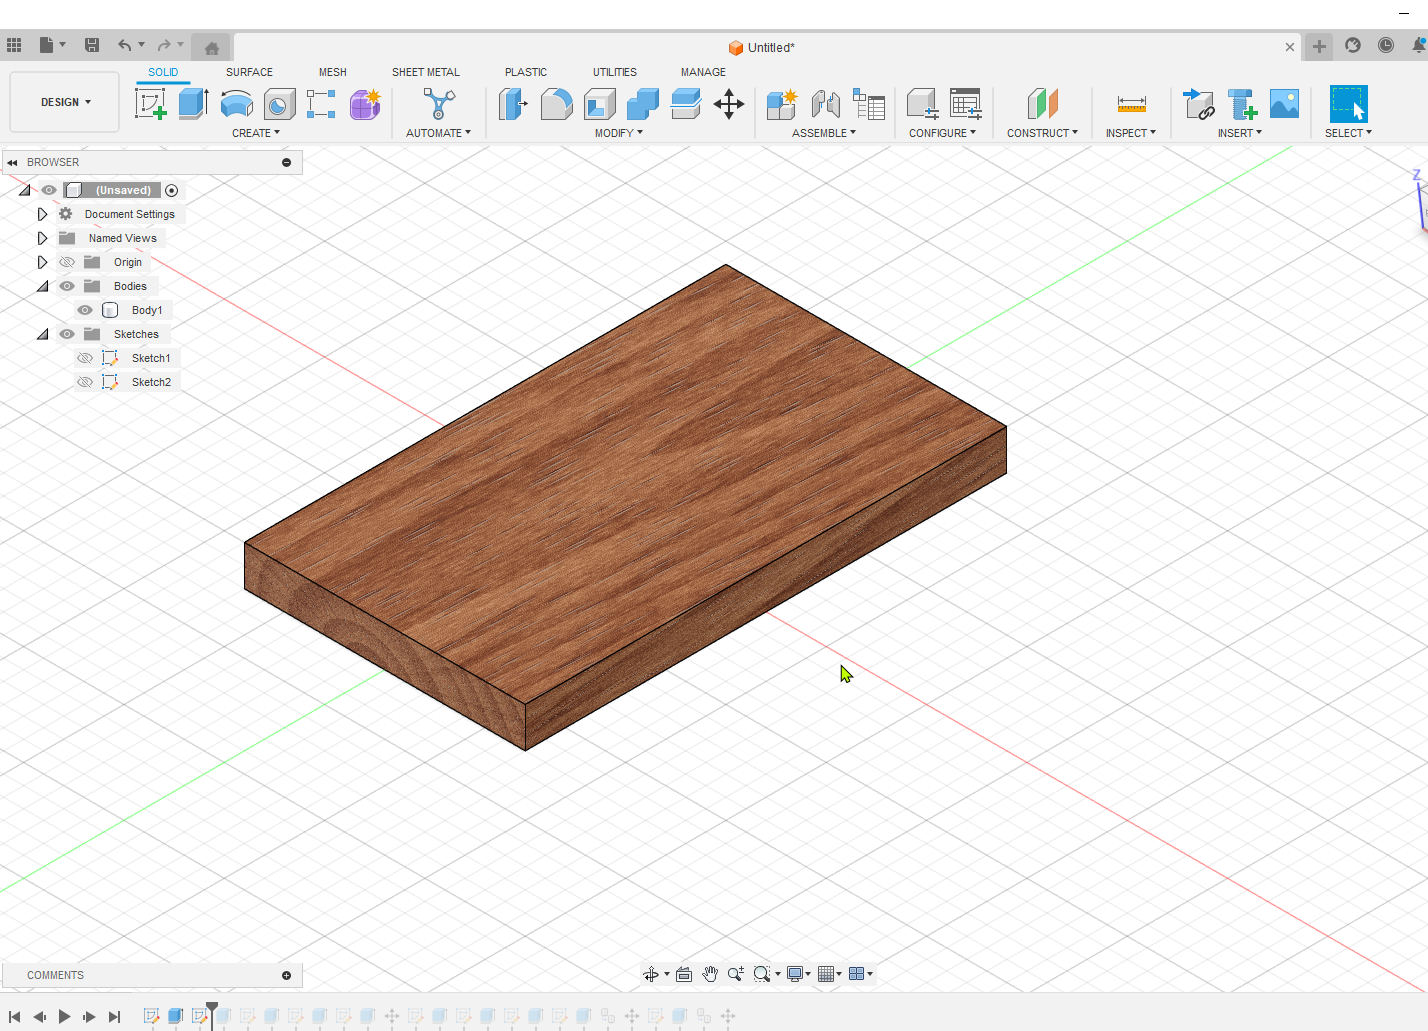 Untitled*
SOLID SURFACE MESH SHEET METAL PLASTIC UTILITIES MANAGE
DESIGN
CREATE AUTOMATE MODIFY ASSEMBLE CONFIGURE CONSTRUCT INSPECT INSERT SELECT
BROWSER
(Unsaved)
Document Settings
Named Views
Origin
Bodies
Body1
Sketches
Sketch1
Sketch2
Z
COMMENTS